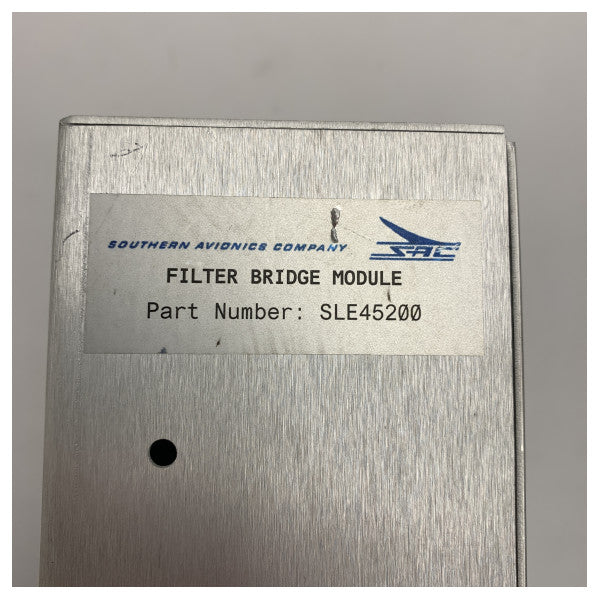 SOUTHERN AVIONICS COMPANY
SAC
FILTER BRIDGE MODULE
Part Number: SLE45200